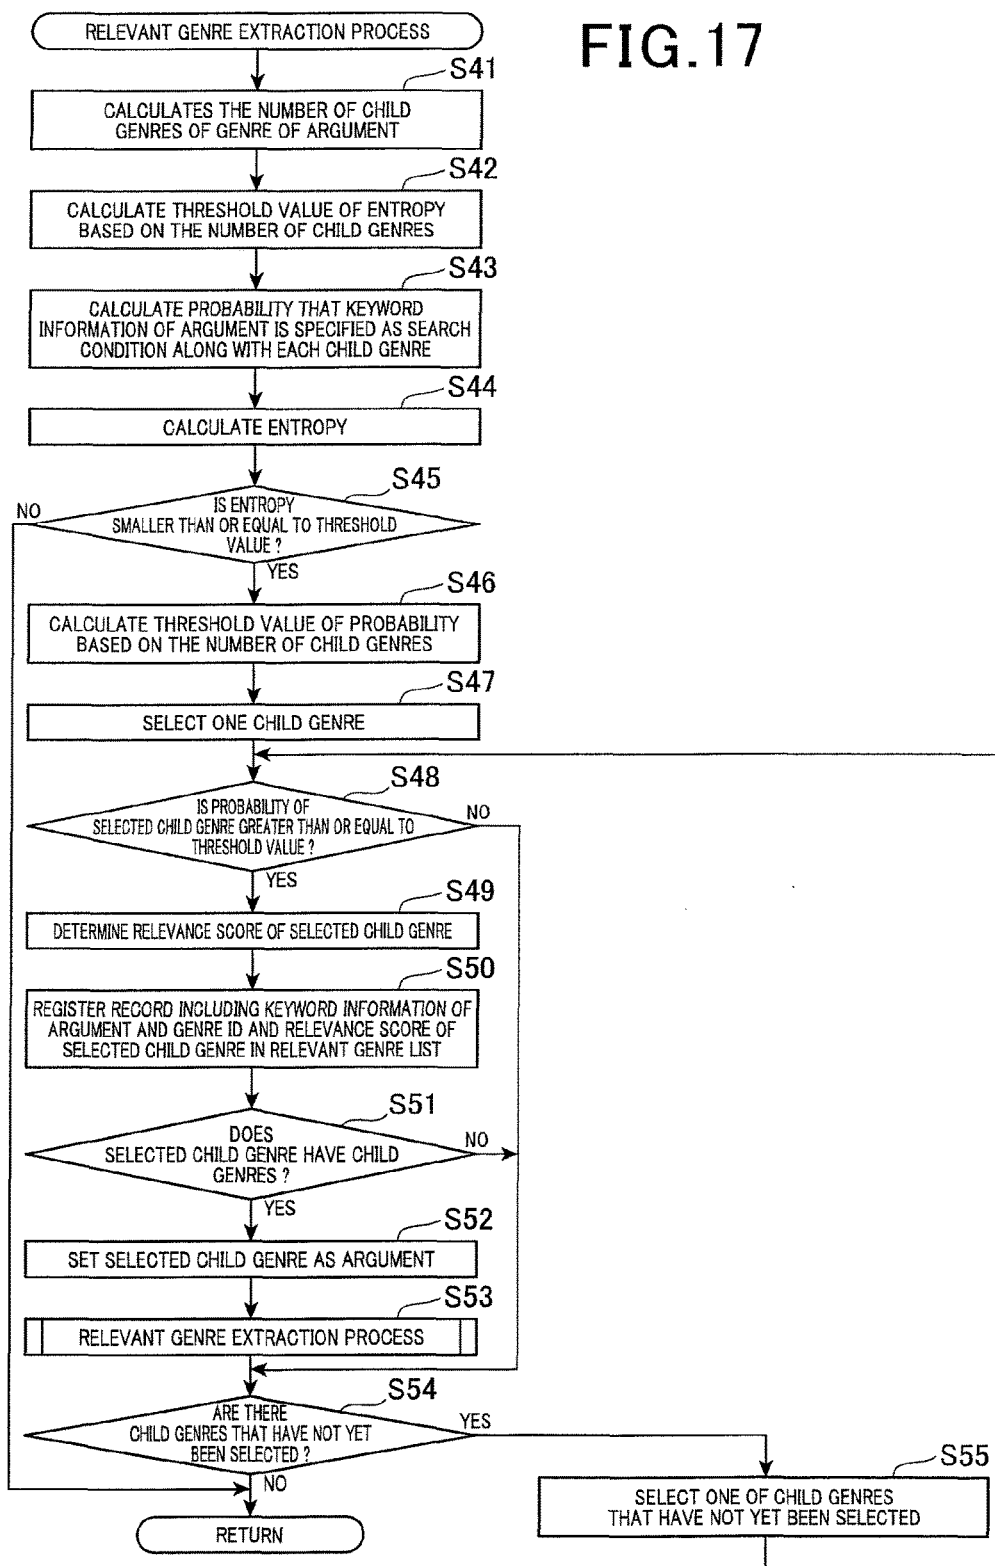 RELEVANT GENRE EXTRACTION PROCESS
FIG.17
S41
CALCULATES THE NUMBER OF CHILD
GENRES OF GENRE OF ARGUMENT
S42
CALCULATE THRESHOLD VALUE OF ENTROPY
BASED ON THE NUMBER OF CHILD GENRES
S43
CALCULATE PROBABILITY THAT KEYWORD
INFORMATION OF ARGUMENT IS SPECIFIED AS SEARCH
CONDITION ALONG WITH EACH CHILD GENRE
S44
CALCULATE ENTROPY
S45
NO
IS ENTROPY
SMALLER THAN OR EQUAL TO THRESHOLD
VALUE ?
YES
S46
CALCULATE THRESHOLD VALUE OF PROBABILITY
BASED ON THE NUMBER OF CHILD GENRES
S47
SELECT ONE CHILD GENRE
S48
IS PROBABILITY OF
SELECTED CHILD GENRE GREATER THAN OR EQUAL TO
THRESHOLD VALUE ?
NO
YES
S49
DETERMINE RELEVANCE SCORE OF SELECTED CHILD GENRE
S50
REGISTER RECORD INCLUDING KEYWORD INFORMATION OF
ARGUMENT AND GENRE ID AND RELEVANCE SCORE OF
SELECTED CHILD GENRE IN RELEVANT GENRE LIST
S51
DOES
SELECTED CHILD GENRE HAVE CHILD
GENRES ?
NO
YES
S52
SET SELECTED CHILD GENRE AS ARGUMENT
S53
RELEVANT GENRE EXTRACTION PROCESS
S54
ARE THERE
CHILD GENRES THAT HAVE NOT YET
BEEN SELECTED ?
YES
NO
S55
SELECT ONE OF CHILD GENRES
THAT HAVE NOT YET BEEN SELECTED
RETURN